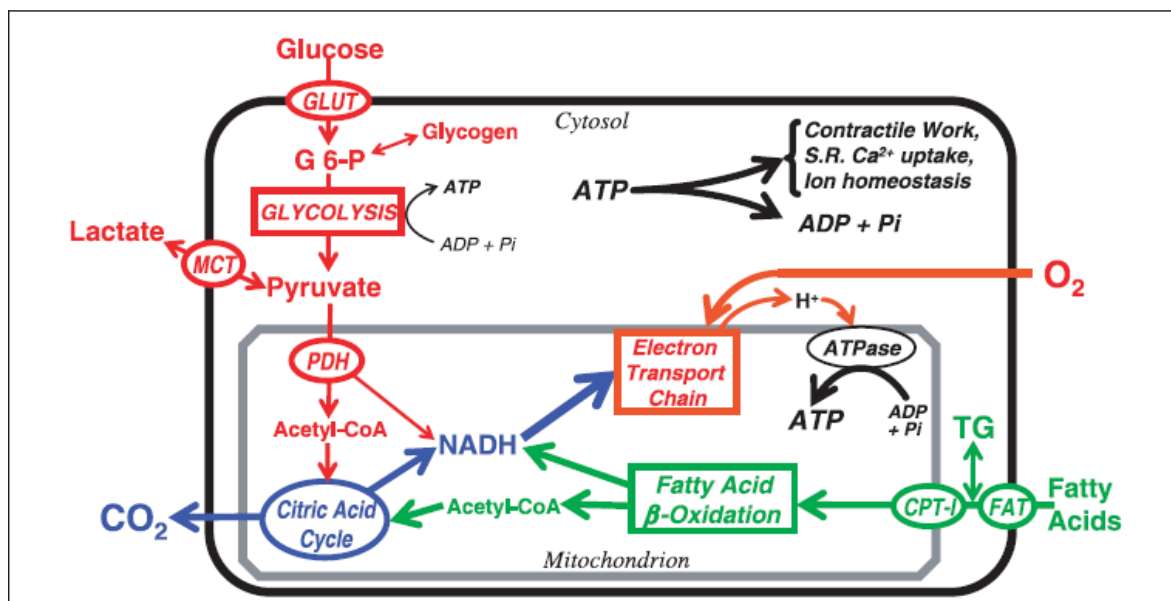 Glucose
GLUT
Cytosol
G 6-P
Glycogen
ATP
GLYCOLYSIS
ADP + Pi
ATP
Contractile Work,
S.R. Ca²⁺ uptake,
Ion homeostasis
ADP + Pi
Lactate
MCT
Pyruvate
O₂
H⁺
PDH
Electron
Transport
Chain
ATPase
ATP
ADP
+ Pi
Acetyl-CoA
NADH
TG
CO₂
Citric Acid
Cycle
Acetyl-CoA
Fatty Acid
β-Oxidation
CPT-I
FAT
Fatty
Acids
Mitochondrion